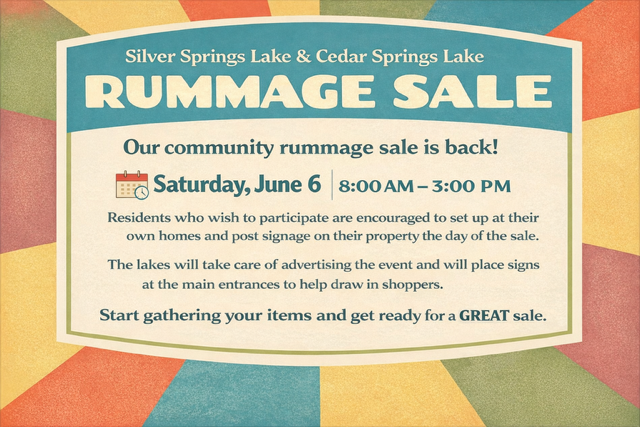 Silver Springs Lake & Cedar Springs Lake
RUMMAGE SALE
Our community rummage sale is back!
Saturday, June 6 | 8:00 AM – 3:00 PM
Residents who wish to participate are encouraged to set up at their
own homes and post signage on their property the day of the sale.
The lakes will take care of advertising the event and will place signs
at the main entrances to help draw in shoppers.
Start gathering your items and get ready for a GREAT sale.